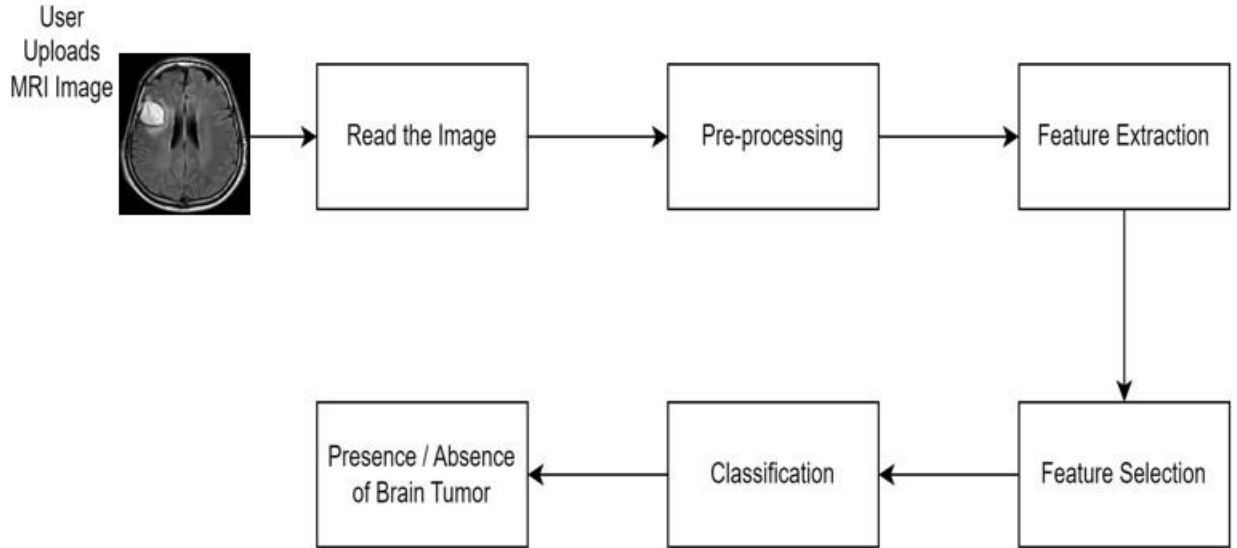 User
Uploads
MRI Image
Read the Image
Pre-processing
Feature Extraction
Feature Selection
Classification
Presence / Absence
of Brain Tumor